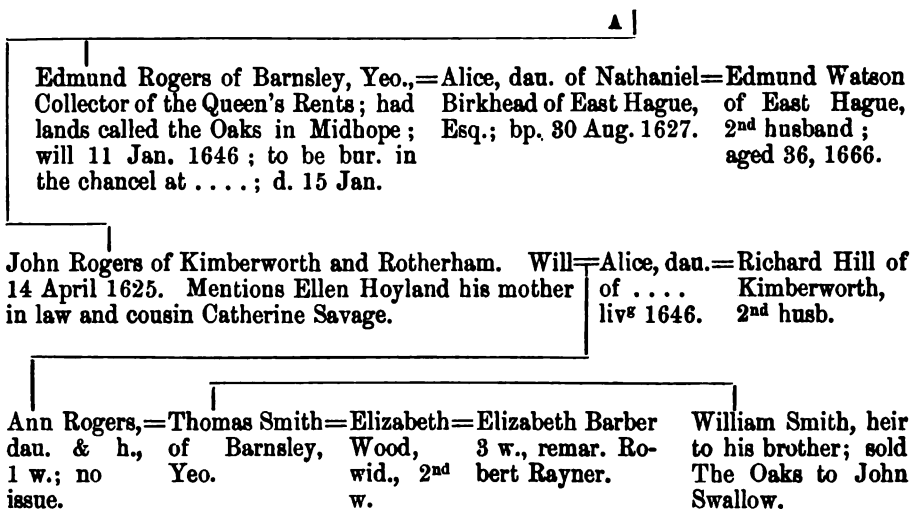 A
Edmund Rogers of Barnsley, Yeo.,=Alice, dau. of Nathaniel=Edmund Watson
Collector of the Queen's Rents; had Birkhead of East Hague, of East Hague,
lands called the Oaks in Midhope; Esq.; bp. 30 Aug. 1627. 2nd husband;
will 11 Jan. 1646; to be bur. in aged 36, 1666.
the chancel at ....; d. 15 Jan.
John Rogers of Kimberworth and Rotherham. Will=Alice, dau.=Richard Hill of
14 April 1625. Mentions Ellen Hoyland his mother of .... Kimberworth,
in law and cousin Catherine Savage. livg 1646. 2nd husb.
Ann Rogers,=Thomas Smith=Elizabeth=Elizabeth Barber William Smith, heir
dau. & h., of Barnsley, Wood, 3 w., remar. Ro- to his brother; sold
1 w.; no Yeo. wid., 2nd bert Rayner. The Oaks to John
issue. w. Swallow.